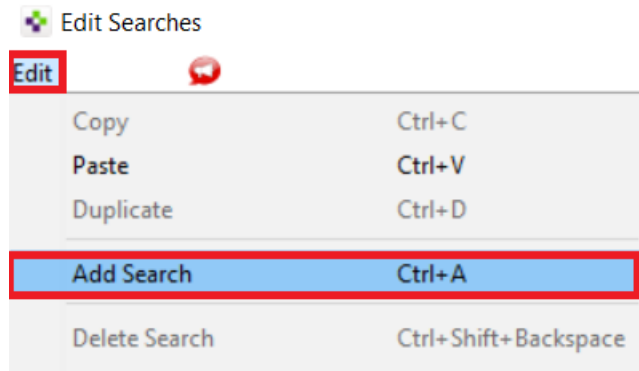 Edit Searches
Edit
Copy Ctrl+C
Paste Ctrl+V
Duplicate Ctrl+D
Add Search Ctrl+A
Delete Search Ctrl+Shift+Backspace